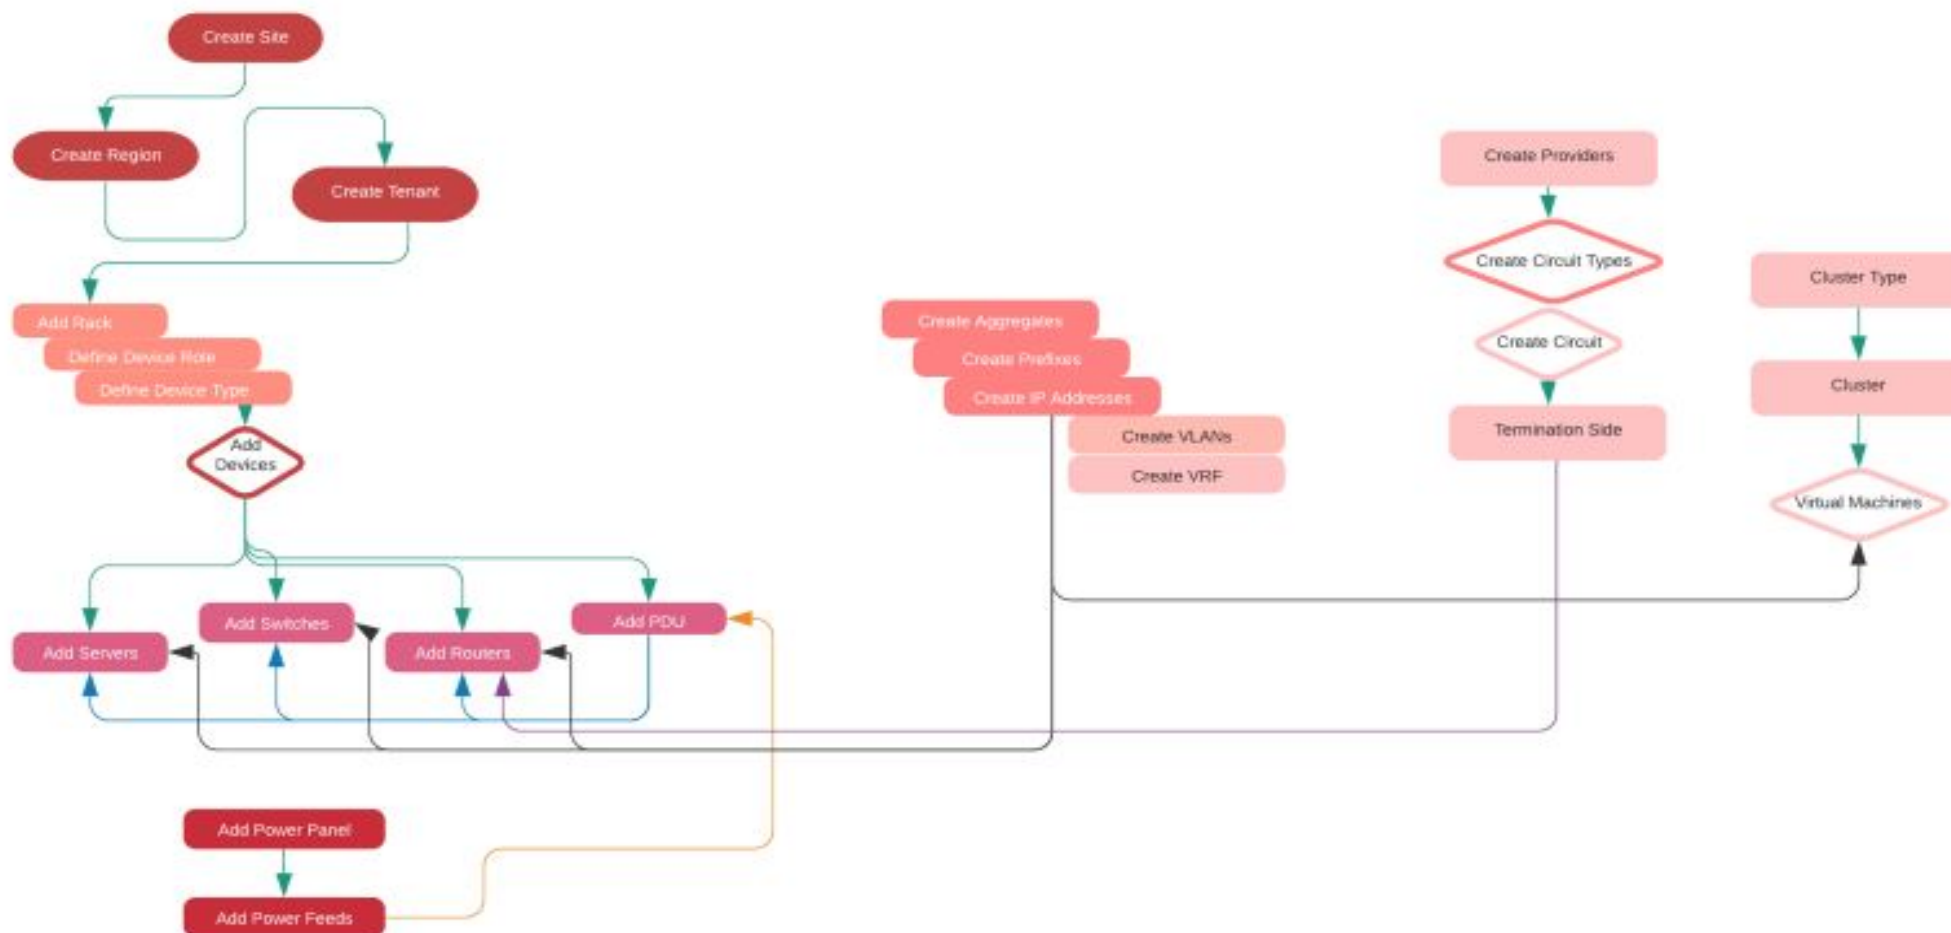 Create Site
Create Region
Create Tenant
Add Rack
Define Device Role
Define Device Type
Add
Devices
Add Servers
Add Switches
Add Routers
Add PDU
Add Power Panel
Add Power Feeds
Create Aggregates
Create Prefixes
Create IP Addresses
Create VLANs
Create VRF
Create Providers
Create Circuit Types
Create Circuit
Termination Side
Cluster Type
Cluster
Virtual Machines